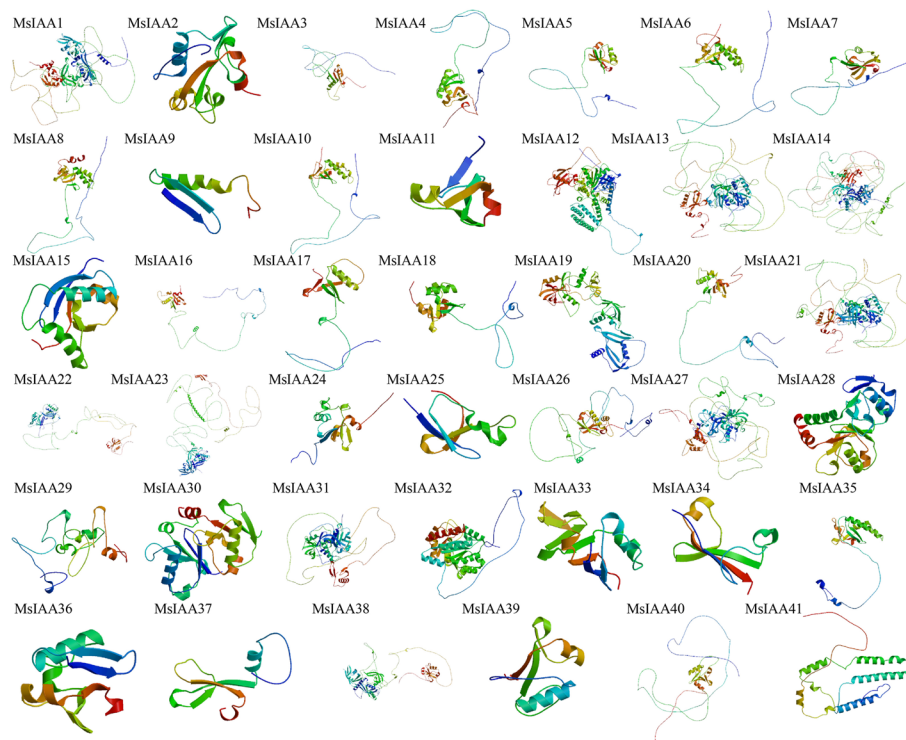 MsIAA1 MsIAA2 MsIAA3 MsIAA4 MsIAA5 MsIAA6 MsIAA7
MsIAA8 MsIAA9 MsIAA10 MsIAA11 MsIAA12 MsIAA13 MsIAA14
MsIAA15 MsIAA16 MsIAA17 MsIAA18 MsIAA19 MsIAA20 MsIAA21
MsIAA22 MsIAA23 MsIAA24 MsIAA25 MsIAA26 MsIAA27 MsIAA28
MsIAA29 MsIAA30 MsIAA31 MsIAA32 MsIAA33 MsIAA34 MsIAA35
MsIAA36 MsIAA37 MsIAA38 MsIAA39 MsIAA40 MsIAA41